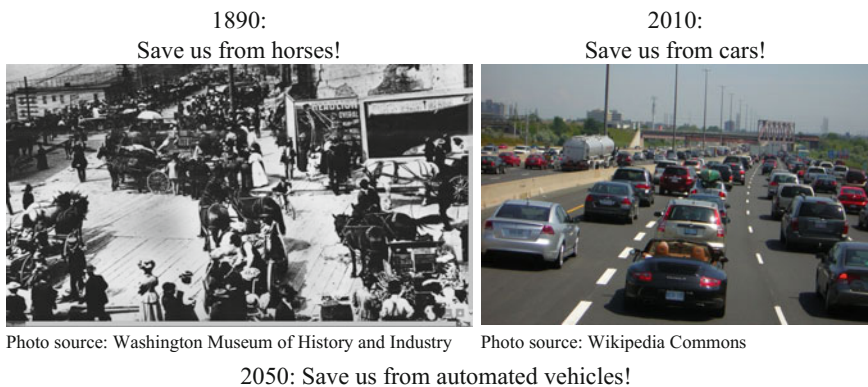 1890:
Save us from horses!
2010:
Save us from cars!
Photo source: Washington Museum of History and Industry
Photo source: Wikipedia Commons
2050: Save us from automated vehicles!